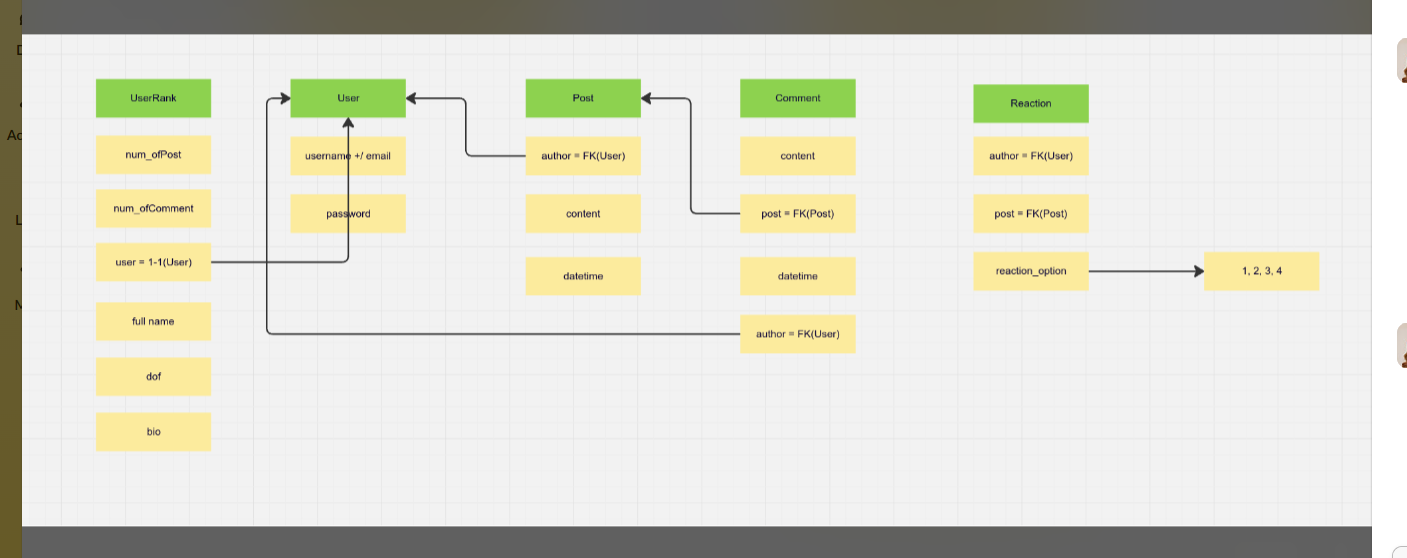 UserRank
num_ofPost
num_ofComment
user = 1-1(User)
full name
dof
bio
User
username +/ email
password
Post
author = FK(User)
content
datetime
Comment
content
post = FK(Post)
datetime
author = FK(User)
Reaction
author = FK(User)
post = FK(Post)
reaction_option
1, 2, 3, 4